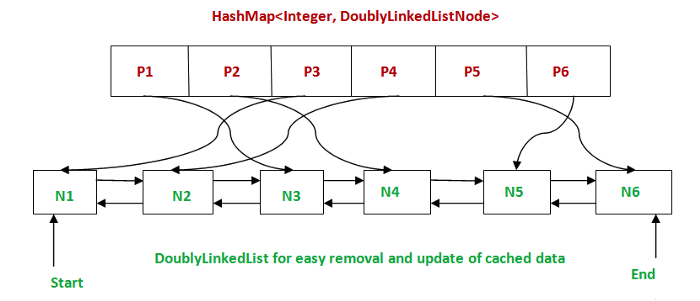 HashMap<Integer, DoublyLinkedListNode>
P1 P2 P3 P4 P5 P6
N1 N2 N3 N4 N5 N6
DoublyLinkedList for easy removal and update of cached data
Start
End